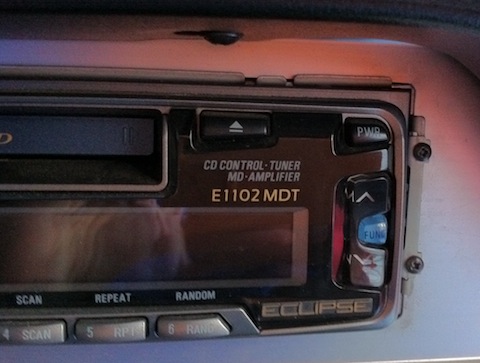 D
PWR
CD CONTROL·TUNER
MD·AMPLIFIER
E1102 MDT
FUNC
SCAN REPEAT RANDOM
ECLIPSE
4 SCAN 5 RPT 6 RAND